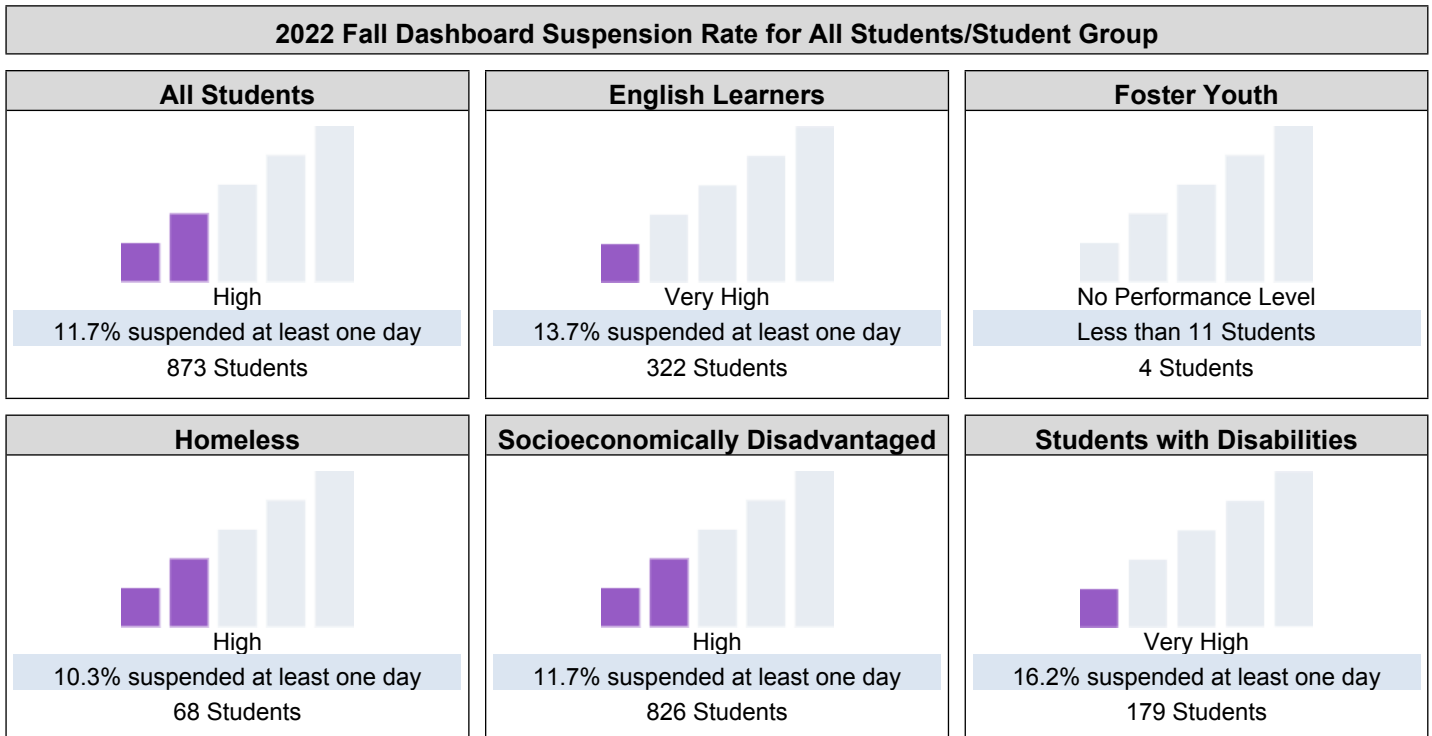 2022 Fall Dashboard Suspension Rate for All Students/Student Group
All Students
High
11.7% suspended at least one day
873 Students
English Learners
Very High
13.7% suspended at least one day
322 Students
Foster Youth
No Performance Level
Less than 11 Students
4 Students
Homeless
High
10.3% suspended at least one day
68 Students
Socioeconomically Disadvantaged
High
11.7% suspended at least one day
826 Students
Students with Disabilities
Very High
16.2% suspended at least one day
179 Students